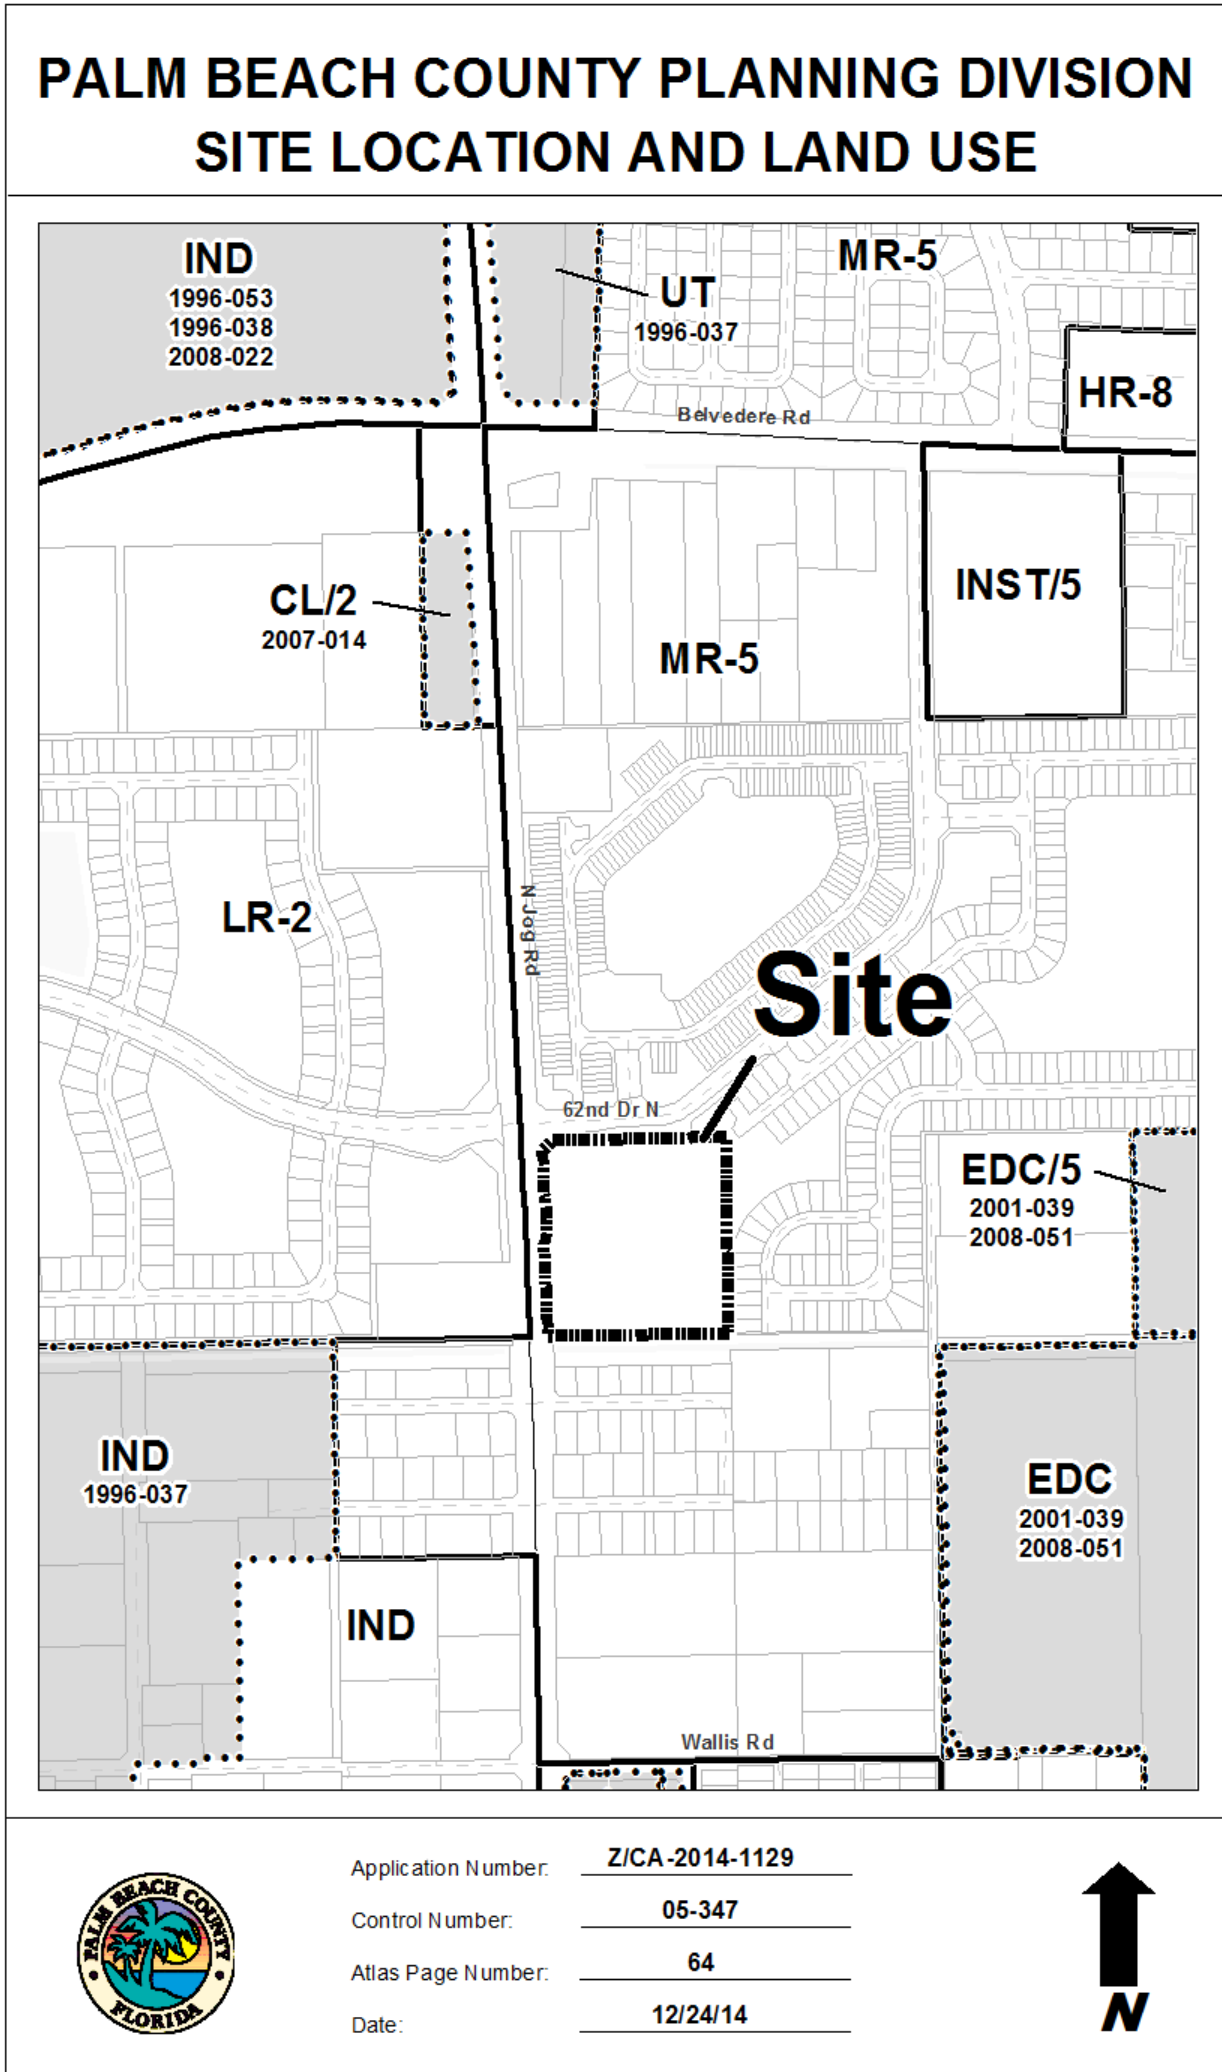 PALM BEACH COUNTY PLANNING DIVISION
SITE LOCATION AND LAND USE
IND
1996-053
1996-038
2008-022
UT
1996-037
MR-5
HR-8
Belvedere Rd
CL/2
2007-014
MR-5
INST/5
LR-2
N Jog Rd
Site
62nd Dr N
EDC/5
2001-039
2008-051
IND
1996-037
EDC
2001-039
2008-051
IND
Wallis Rd
PALM BEACH COUNTY
FLORIDA
Application Number: Z/CA-2014-1129
Control Number: 05-347
Atlas Page Number: 64
Date: 12/24/14
N